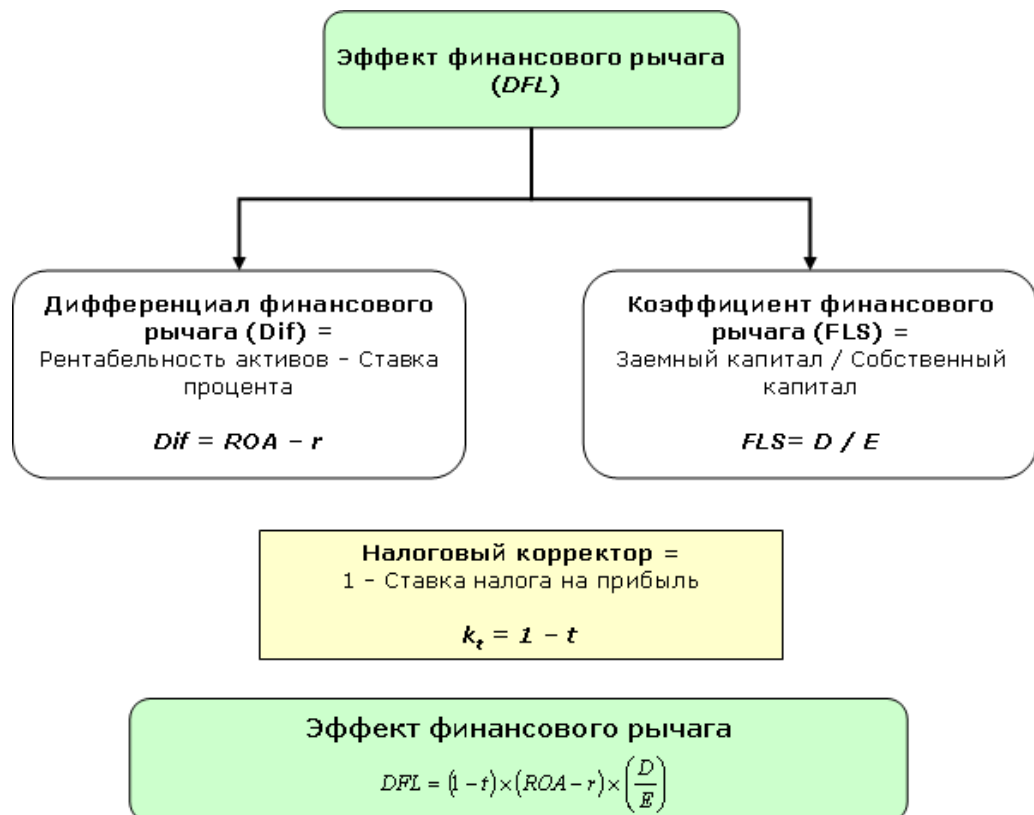 Эффект финансового рычага
(DFL)
Дифференциал финансового
рычага (Dif) =
Рентабельность активов – Ставка
процента
Dif = ROA – r
Коэффициент финансового
рычага (FLS) =
Заемный капитал / Собственный
капитал
FLS= D / E
Налоговый корректор =
1 – Ставка налога на прибыль
kₜ = 1 – t
Эффект финансового рычага
DFL = (1 – t)×(ROA – r)×(D/E)